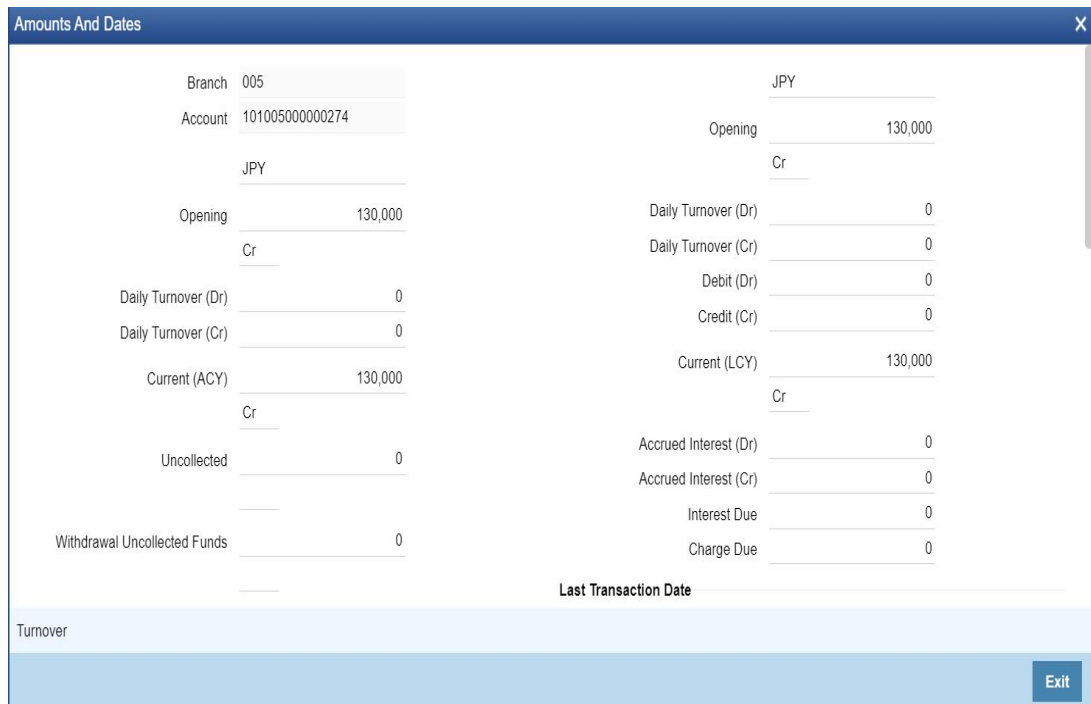 Amounts And Dates X
Branch 005
Account 101005000000274
JPY
Opening 130,000
Cr
Daily Turnover (Dr) 0
Daily Turnover (Cr) 0
Current (ACY) 130,000
Cr
Uncollected 0
Withdrawal Uncollected Funds 0
JPY
Opening 130,000
Cr
Daily Turnover (Dr) 0
Daily Turnover (Cr) 0
Debit (Dr) 0
Credit (Cr) 0
Current (LCY) 130,000
Cr
Accrued Interest (Dr) 0
Accrued Interest (Cr) 0
Interest Due 0
Charge Due 0
Last Transaction Date
Turnover
Exit